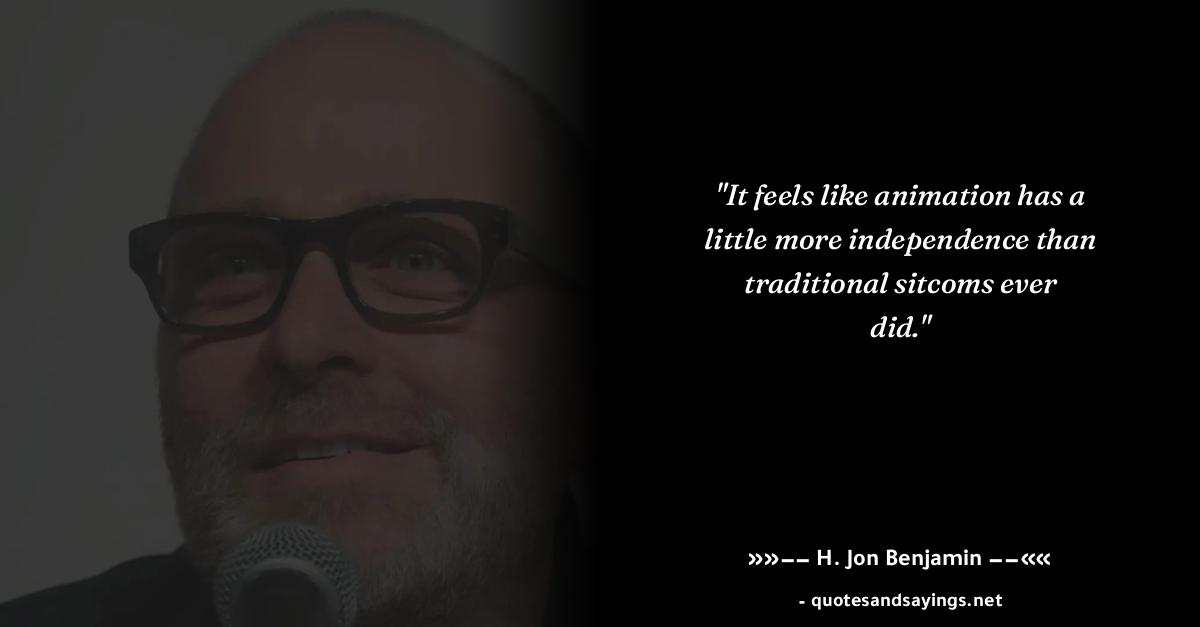 "It feels like animation has a
little more independence than
traditional sitcoms ever
did."
»»−− H. Jon Benjamin −−««
- quotesandsayings.net